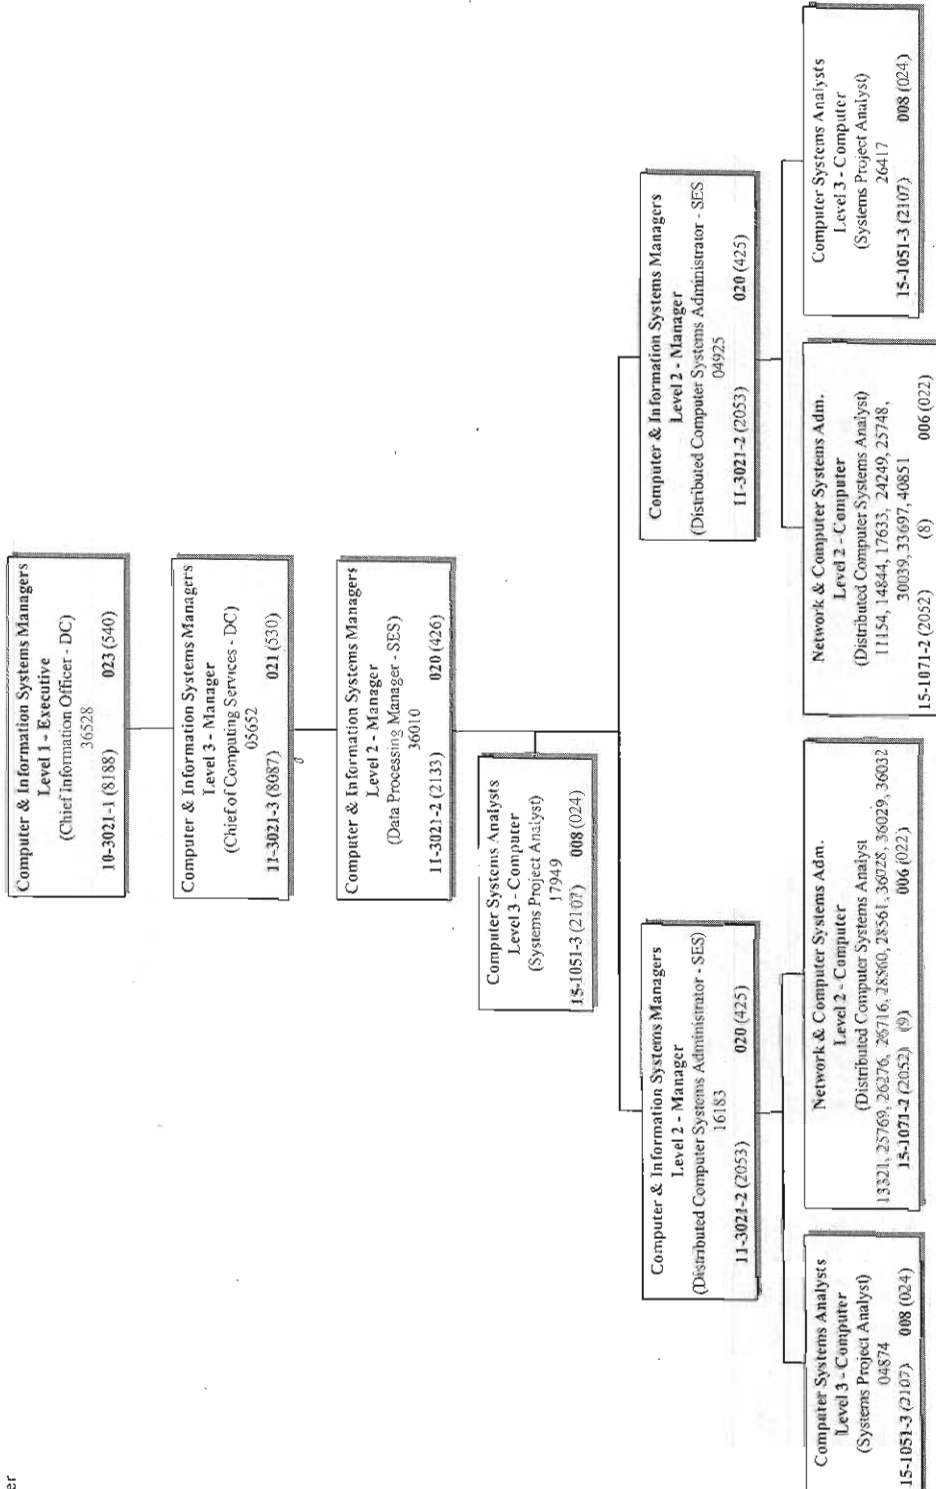 Computer & Information Systems Managers
Level 1 - Executive
(Chief Information Officer - DC)
36528
10-3021-1 (8188) 023 (540)
Computer & Information Systems Managers
Level 3 - Manager
(Chief of Computing Services - DC)
05652
11-3021-3 (8087) 021 (530)
Computer & Information Systems Managers
Level 2 - Manager
(Data Processing Manager - SES)
36010
11-3021-2 (2133) 020 (426)
Computer Systems Analysts
Level 3 - Computer
(Systems Project Analyst)
17949
15-1051-3 (2107) 008 (024)
Computer & Information Systems Managers
Level 2 - Manager
(Distributed Computer Systems Administrator - SES)
16183
11-3021-2 (2053) 020 (425)
Computer & Information Systems Managers
Level 2 - Manager
(Distributed Computer Systems Administrator - SES
04925
11-3021-2 (2053) 020 (425)
Computer Systems Analysts
Level 3 - Computer
(Systems Project Analyst)
04874
15-1051-3 (2107) 008 (024)
Network & Computer Systems Adm.
Level 2 - Computer
(Distributed Computer Systems Analyst
13321, 25769, 26276, 26716, 28560, 28561, 36028, 36029, 36032
15-1071-2 (2052) (9) 006 (022)
Network & Computer Systems Adm.
Level 2 - Computer
(Distributed Computer Systems Analyst)
11154, 14844, 17633, 24249, 25748,
30039, 33697, 40851
15-1071-2 (2052) (8) 006 (022)
Computer Systems Analysts
Level 3 - Computer
(Systems Project Analyst)
26417
15-1051-3 (2107) 008 (024)
er